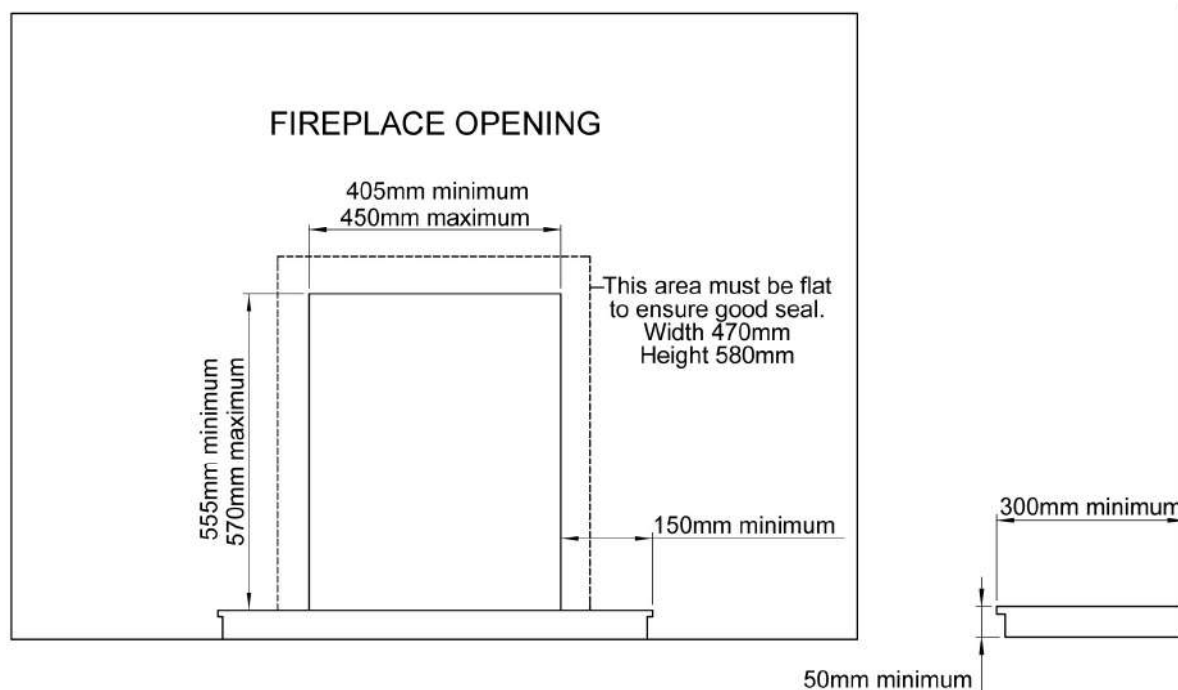 FIREPLACE OPENING
405mm minimum
450mm maximum
This area must be flat
to ensure good seal.
Width 470mm
Height 580mm
555mm minimum
570mm maximum
150mm minimum
300mm minimum
50mm minimum